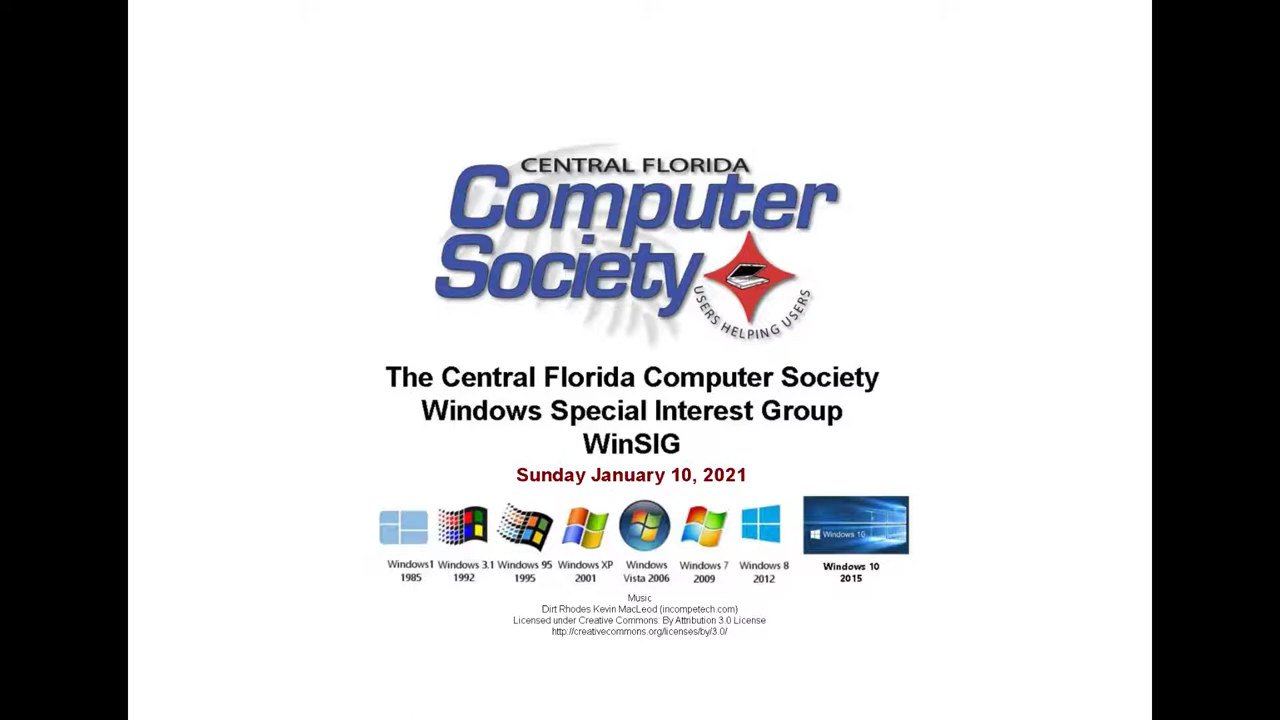 CENTRAL FLORIDA
Computer
Society
USERS HELPING USERS
The Central Florida Computer Society
Windows Special Interest Group
WinSIG
Sunday January 10, 2021
Windows 10
Windows1 Windows 3.1 Windows 95 Windows XP Windows Windows 7 Windows 8 Windows 10
1985 1992 1995 2001 Vista 2006 2009 2012 2015
Music
Dirt Rhodes Kevin MacLeod (incompetech.com)
Licensed under Creative Commons: By Attribution 3.0 License
http://creativecommons.org/licenses/by/3.0/